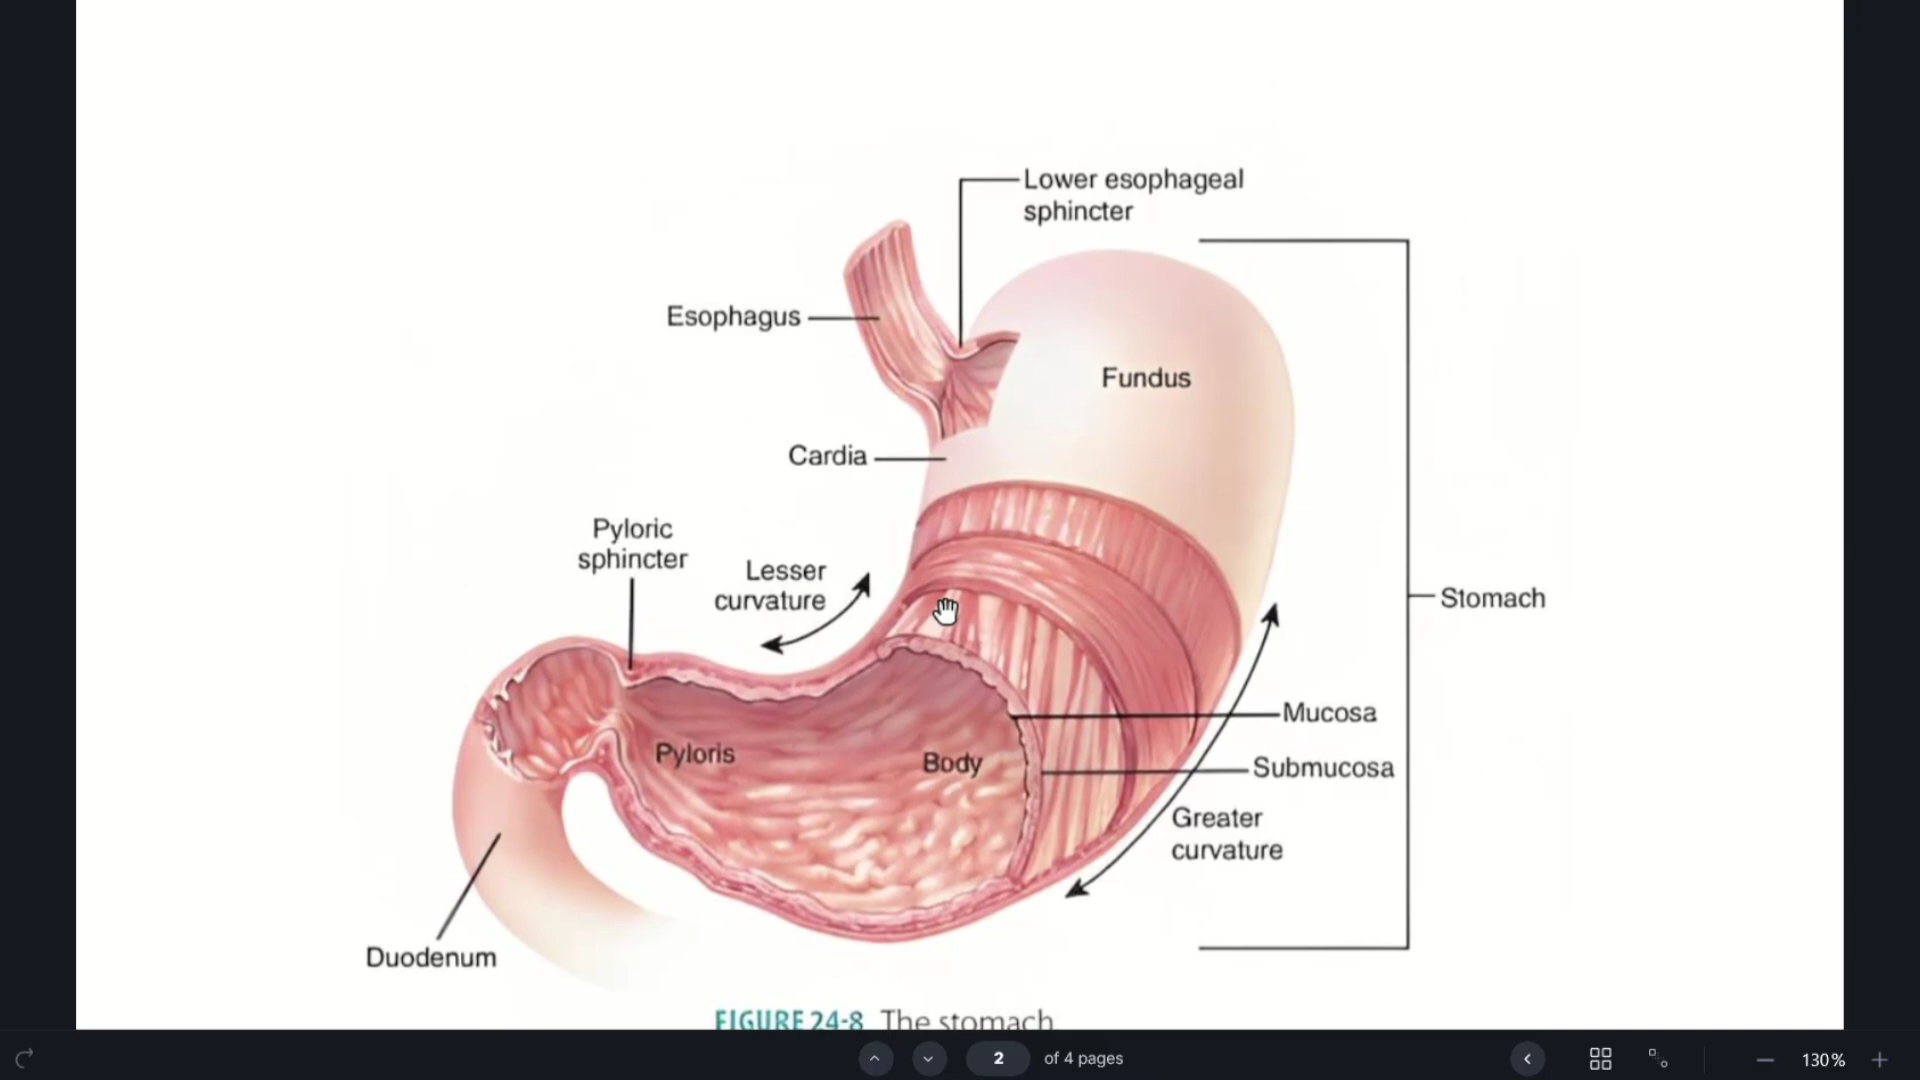 Lower esophageal
sphincter
Esophagus
Fundus
Cardia
Pyloric
sphincter
Lesser
curvature
Stomach
Mucosa
Pyloris
Body
Submucosa
Greater
curvature
Duodenum
FIGURE 24-8 The stomach
2 of 4 pages
130%